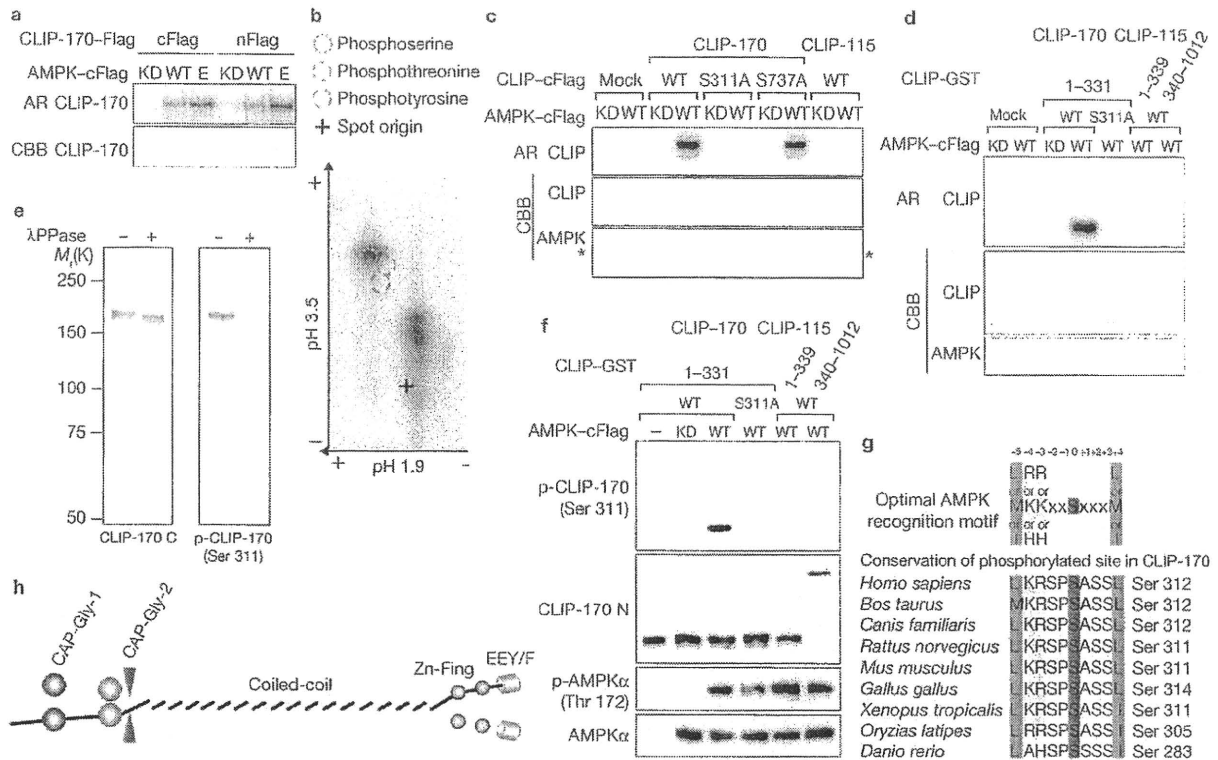 a
CLIP-170–Flag cFlag nFlag
AMPK–cFlag KD WT E KD WT E
AR CLIP-170
CBB CLIP-170
b
Phosphoserine
Phosphothreonine
Phosphotyrosine
+ Spot origin
+
pH 3.5
–
+ pH 1.9 -
c
CLIP-170 CLIP-115
CLIP–cFlag Mock WT S311A S737A WT
AMPK–cFlag KD WT KD WT KD WT KD WT KD WT
AR CLIP
CBB
CLIP
AMPK
* *
d
CLIP-170 CLIP-115
CLIP-GST 1–331 1–339 340–1012
Mock WT S311A WT
AMPK–cFlag KD WT KD WT WT WT WT
AR CLIP
CBB
CLIP
AMPK
e
λPPase – + – +
Mr(K)
250
150
100
75
50
CLIP-170 C p-CLIP-170
(Ser 311)
f
CLIP–170 CLIP-115
CLIP–GST 1–331 1–339 340–1012
WT S311A WT
AMPK–cFlag – KD WT WT WT WT
p-CLIP-170
(Ser 311)
CLIP-170 N
p-AMPKα
(Thr 172)
AMPKα
g
-5 -4 -3 -2 -1 0 +1 +2 +3 +4
L RR
or or or
Optimal AMPK
recognition motif
MKKxxSxxxM
or or
HH
Conservation of phosphorylated site in CLIP-170
Homo sapiens LKRSPSASSL Ser 312
Bos taurus MKRSPSASSL Ser 312
Canis familiaris LKRSPSASSL Ser 312
Rattus norvegicus LKRSPSASSL Ser 311
Mus musculus LKRSPSASSL Ser 311
Gallus gallus LKRSPSASSL Ser 314
Xenopus tropicalis LKRSPSASSL Ser 311
Oryzias latipes LRRSPSASSL Ser 305
Danio rerio LAHSPSSSSL Ser 283
h
CAP-Gly-1
CAP-Gly-2
Coiled-coil
Zn-Fing
EEY/F